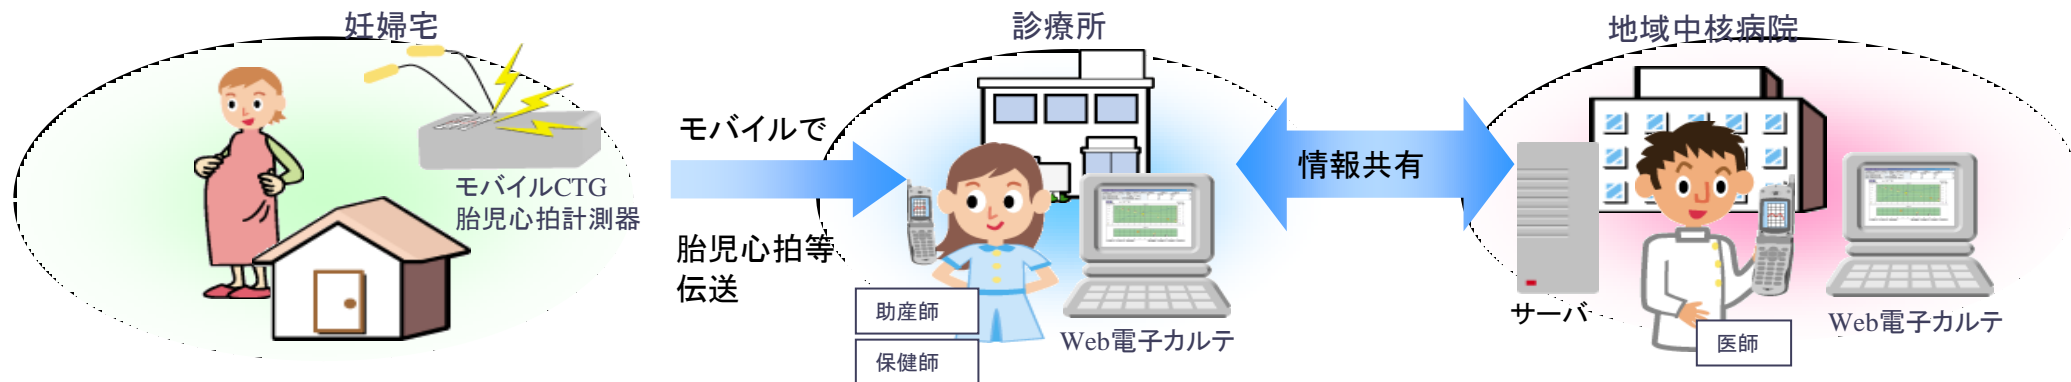 妊婦宅
モバイルCTG
胎児心拍計測器
モバイルで
胎児心拍等
伝送
診療所
助産師
保健師
Web電子カルテ
情報共有
地域中核病院
サーバ
医師
Web電子カルテ